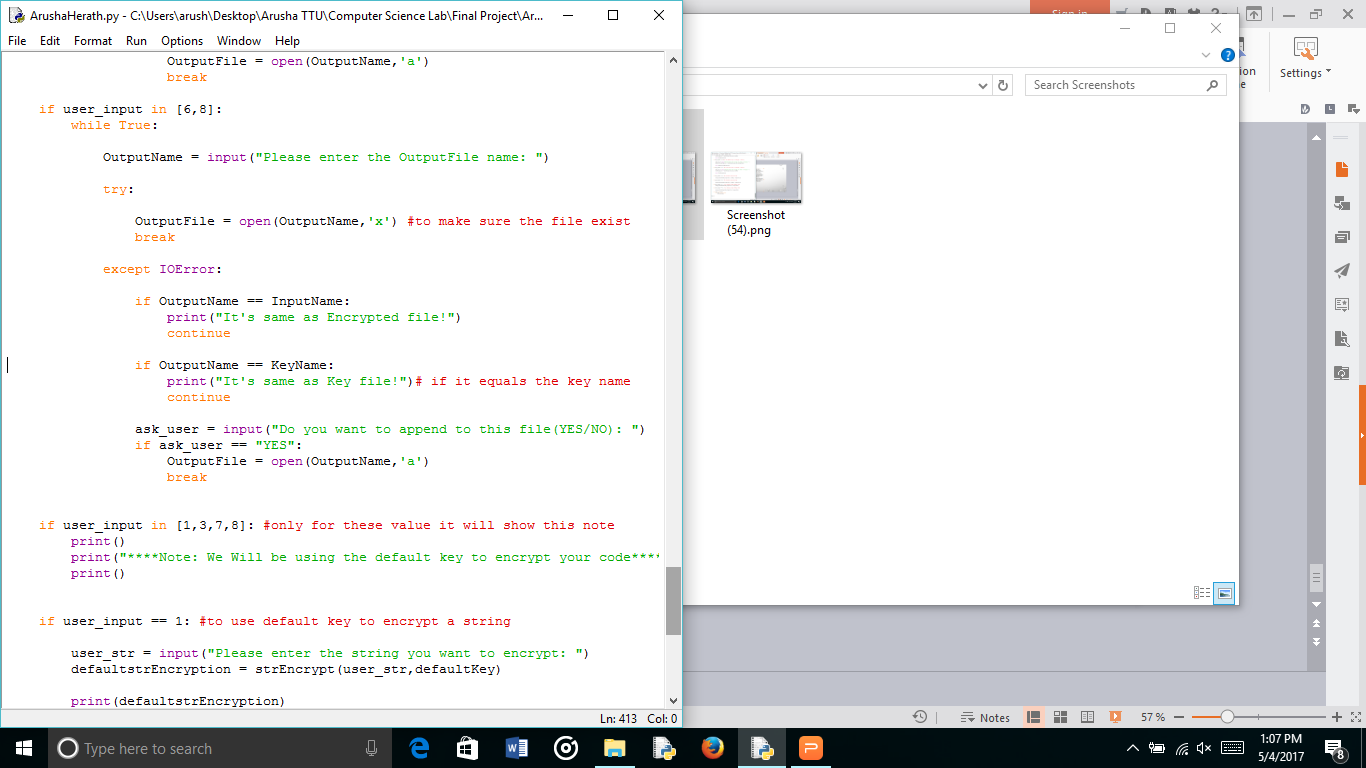 ArushaHerath.py - C:\Users\arush\Desktop\Arusha TTU\Computer Science Lab\Final Project\Ar...
File Edit Format Run Options Window Help
OutputFile = open(OutputName,'a')
break
if user_input in [6,8]:
while True:
OutputName = input("Please enter the OutputFile name: ")
try:
OutputFile = open(OutputName,'x') #to make sure the file exist
break
except IOError:
if OutputName == InputName:
print("It's same as Encrypted file!")
continue
if OutputName == KeyName:
print("It's same as Key file!")# if it equals the key name
continue
ask_user = input("Do you want to append to this file(YES/NO): ")
if ask_user == "YES":
OutputFile = open(OutputName,'a')
break
if user_input in [1,3,7,8]: #only for these value it will show this note
print()
print("****Note: We Will be using the default key to encrypt your code****
print()
if user_input == 1: #to use default key to encrypt a string
user_str = input("Please enter the string you want to encrypt: ")
defaultstrEncryption = strEncrypt(user_str,defaultKey)
print(defaultstrEncryption)
Ln: 413 Col: 0
Search Screenshots
Screenshot
(54).png
Settings
Notes
57 %
Type here to search
1:07 PM
5/4/2017
8